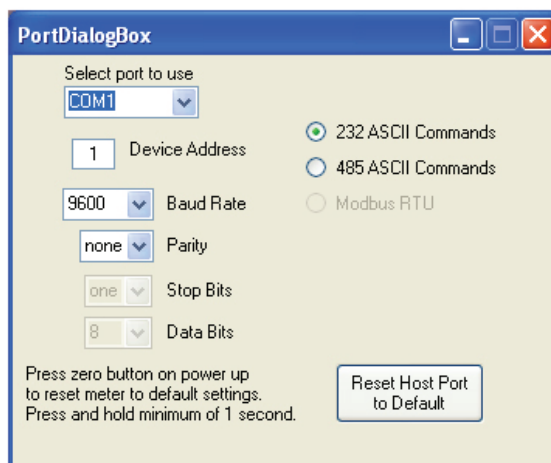 PortDialogBox
Select port to use
COM1
1 Device Address
9600 Baud Rate
none Parity
one Stop Bits
8 Data Bits
232 ASCII Commands
485 ASCII Commands
Modbus RTU
Press zero button on power up
to reset meter to default settings.
Press and hold minimum of 1 second.
Reset Host Port
to Default